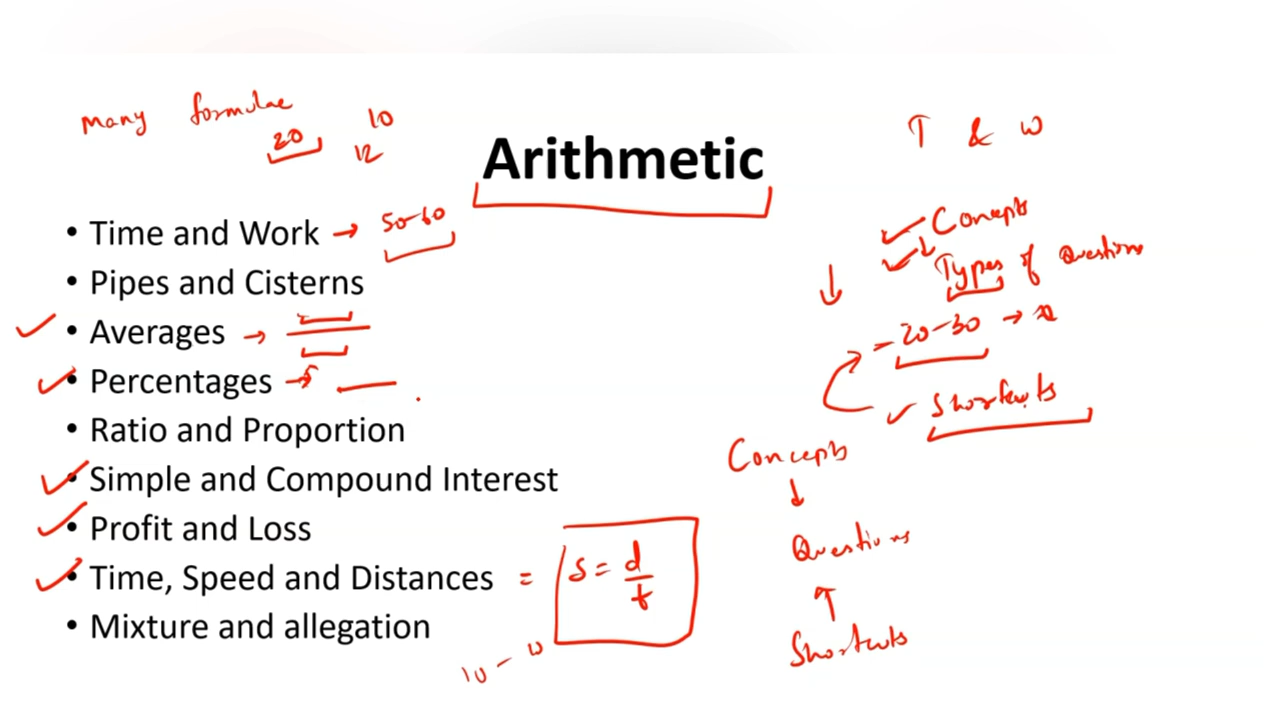 many formulae
20
10
12
Arithmetic
T & W
• Time and Work → 50-60
• Pipes and Cisterns
• Averages →
• Percentages →
• Ratio and Proportion
• Simple and Compound Interest
• Profit and Loss
• Time, Speed and Distances = s = d/t
• Mixture and allegation
Concepts
Types of Questions
- 20-30 →
Shortcuts
Concepts
↓
Questions
↑
Shortcuts